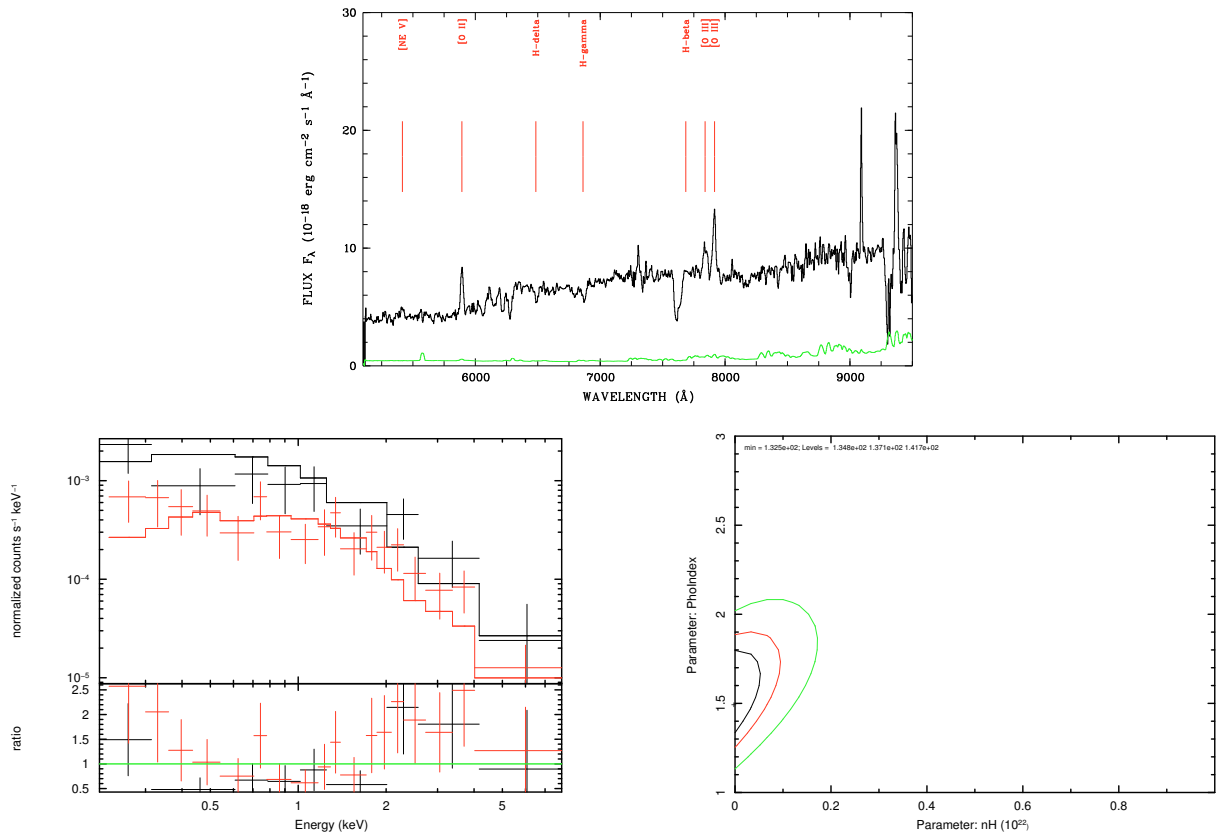 30
[NE V]
[O II]
H-delta
H-gamma
H-beta
[O III]
[O III]
20
10
0
FLUX Fλ (10⁻¹⁸ erg cm⁻² s⁻¹ Å⁻¹)
6000 7000 8000 9000
WAVELENGTH (Å)
10⁻³
10⁻⁴
10⁻⁵
normalized counts s⁻¹ keV⁻¹
2.5
2
1.5
1
0.5
ratio
0.5 1 2 5
Energy (keV)
min = 1.325e+02; Levels = 1.348e+02 1.371e+02 1.417e+02
3
2.5
2
1.5
1
Parameter: PhoIndex
0 0.2 0.4 0.6 0.8
Parameter: nH (10²²)